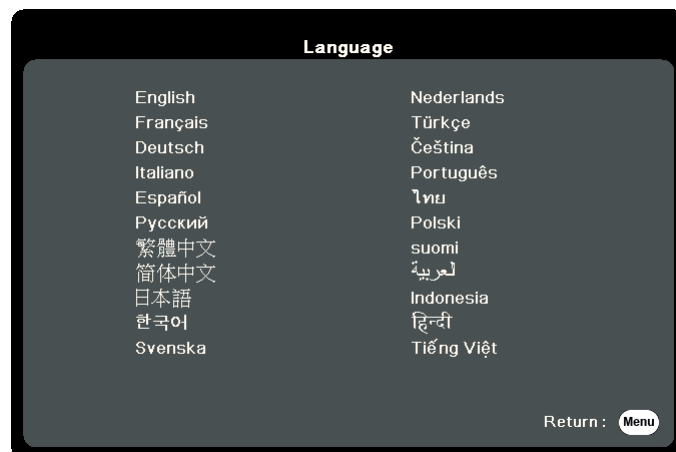 Language
English
Français
Deutsch
Italiano
Español
Русский
繁體中文
简体中文
日本語
한국어
Svenska
Nederlands
Türkçe
Čeština
Português
ไทย
Polski
suomi
العربية
Indonesia
हिन्दी
Tiếng Việt
Return: Menu